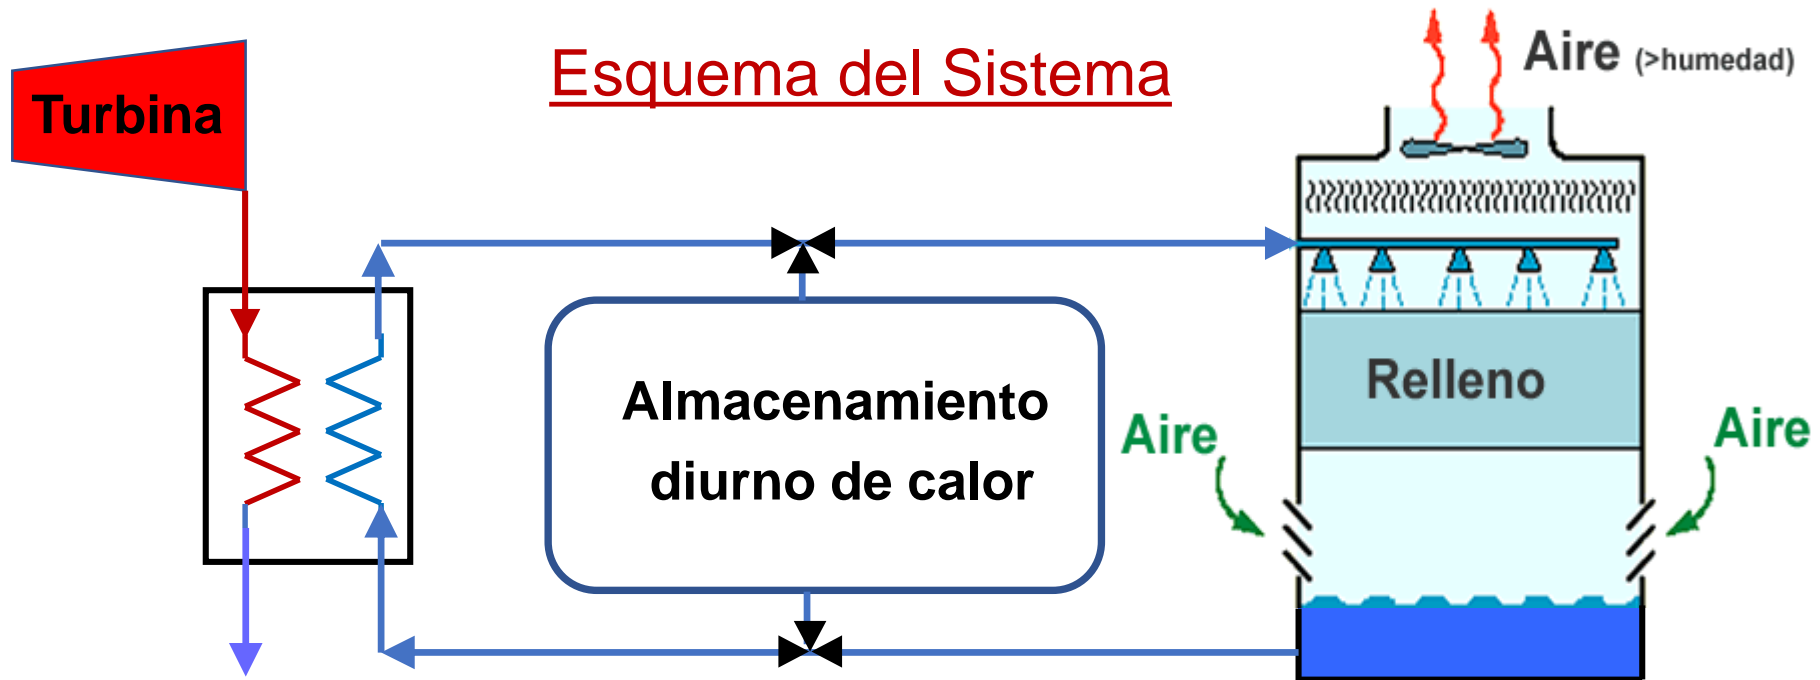 Esquema del Sistema
Aire (>humedad)
Turbina
Almacenamiento
diurno de calor
Relleno
Aire
Aire